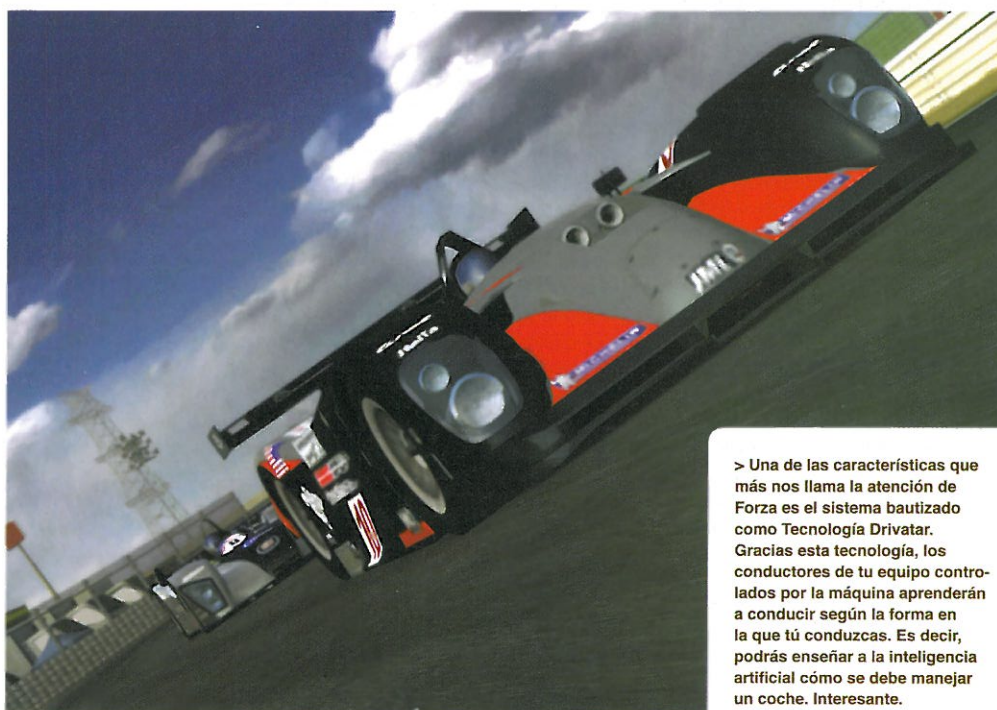 MICHELIN
MICHELIN
> Una de las características que
más nos llama la atención de
Forza es el sistema bautizado
como Tecnología Drivatar.
Gracias esta tecnología, los
conductores de tu equipo contro-
lados por la máquina aprenderán
a conducir según la forma en
la que tú conduzcas. Es decir,
podrás enseñar a la inteligencia
artificial cómo se debe manejar
un coche. Interesante.